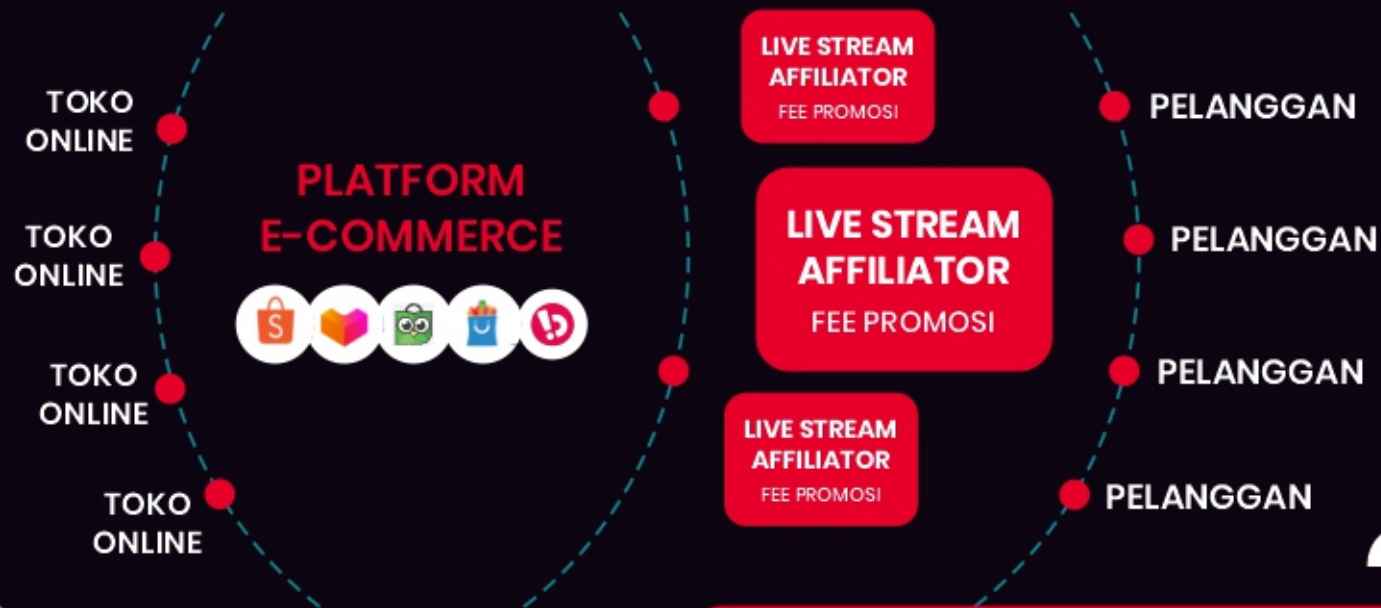 TOKO
ONLINE
TOKO
ONLINE
TOKO
ONLINE
TOKO
ONLINE
PLATFORM
E-COMMERCE
LIVE STREAM
AFFILIATOR
FEE PROMOSI
LIVE STREAM
AFFILIATOR
FEE PROMOSI
LIVE STREAM
AFFILIATOR
FEE PROMOSI
PELANGGAN
PELANGGAN
PELANGGAN
PELANGGAN